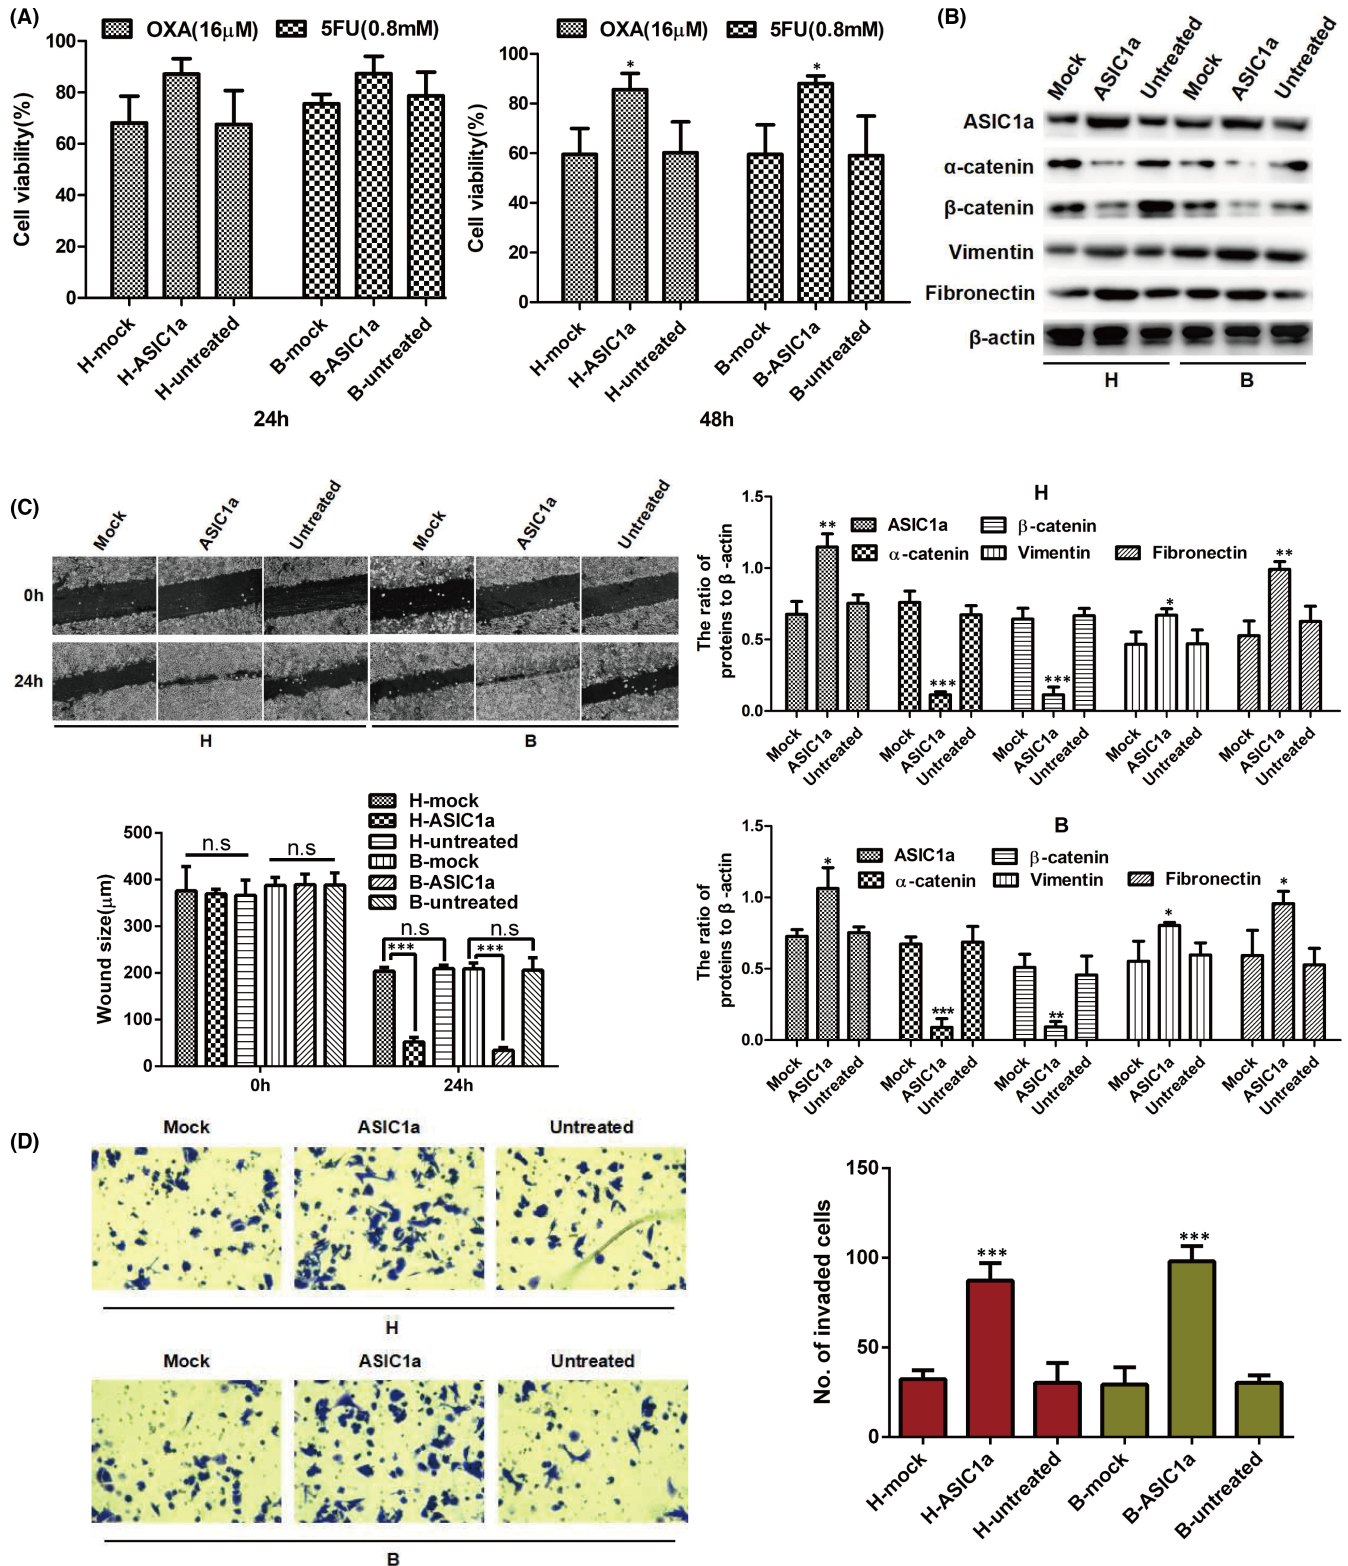 (A)
OXA(16μM) 5FU(0.8mM)
100
80
60
40
20
0
Cell viability(%)
H-mock
H-ASIC1a
H-untreated
B-mock
B-ASIC1a
B-untreated
24h
OXA(16μM) 5FU(0.8mM)
100
80
60
40
20
0
Cell viability(%)
* *
H-mock
H-ASIC1a
H-untreated
B-mock
B-ASIC1a
B-untreated
48h
(B)
Mock ASIC1a Untreated Mock ASIC1a Untreated
ASIC1a
α-catenin
β-catenin
Vimentin
Fibronectin
β-actin
H B
H
ASIC1a β-catenin
α-catenin Vimentin Fibronectin
1.5
1.0
0.5
0.0
The ratio of
proteins to β -actin
** *** *** * **
Mock ASIC1a Untreated Mock ASIC1a Untreated Mock ASIC1a Untreated Mock ASIC1a Untreated Mock ASIC1a Untreated
B
ASIC1a β-catenin
α-catenin Vimentin Fibronectin
1.5
1.0
0.5
0.0
The ratio of
proteins to β -actin
* *** ** * *
Mock ASIC1a Untreated Mock ASIC1a Untreated Mock ASIC1a Untreated Mock ASIC1a Untreated Mock ASIC1a Untreated
(C)
Mock ASIC1a Untreated Mock ASIC1a Untreated
0h
24h
H B
H-mock
H-ASIC1a
H-untreated
B-mock
B-ASIC1a
B-untreated
500
400
300
200
100
0
Wound size(μm)
n.s n.s
n.s n.s
*** ***
0h 24h
(D)
Mock ASIC1a Untreated
H
Mock ASIC1a Untreated
B
150
100
50
0
No. of invaded cells
*** ***
H-mock
H-ASIC1a
H-untreated
B-mock
B-ASIC1a
B-untreated